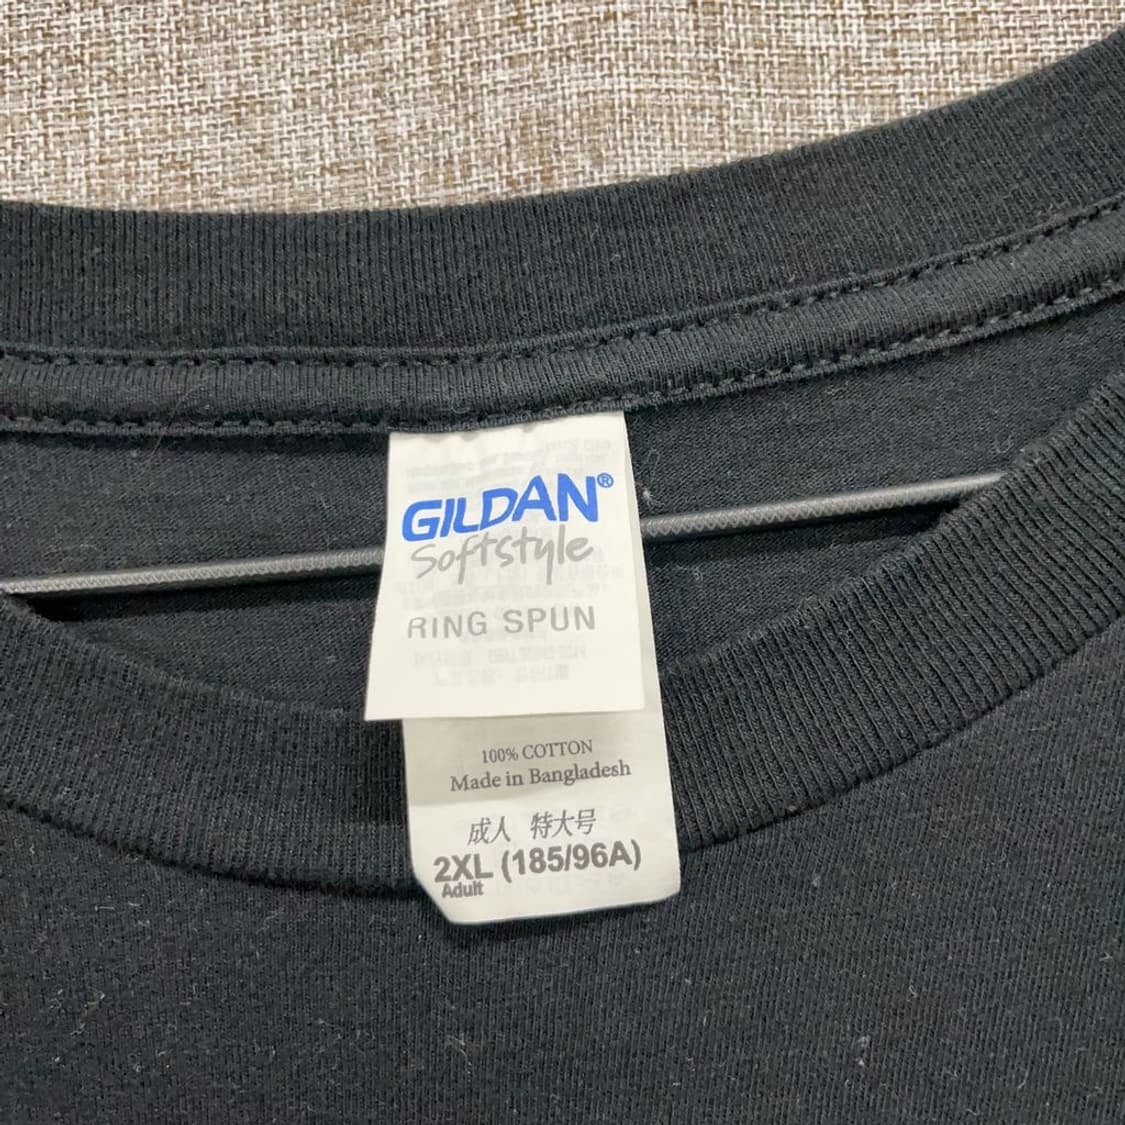 GILDAN®
Softstyle
RING SPUN
100% COTTON
Made in Bangladesh
成人 特大号
2XL (185/96A)
Adult